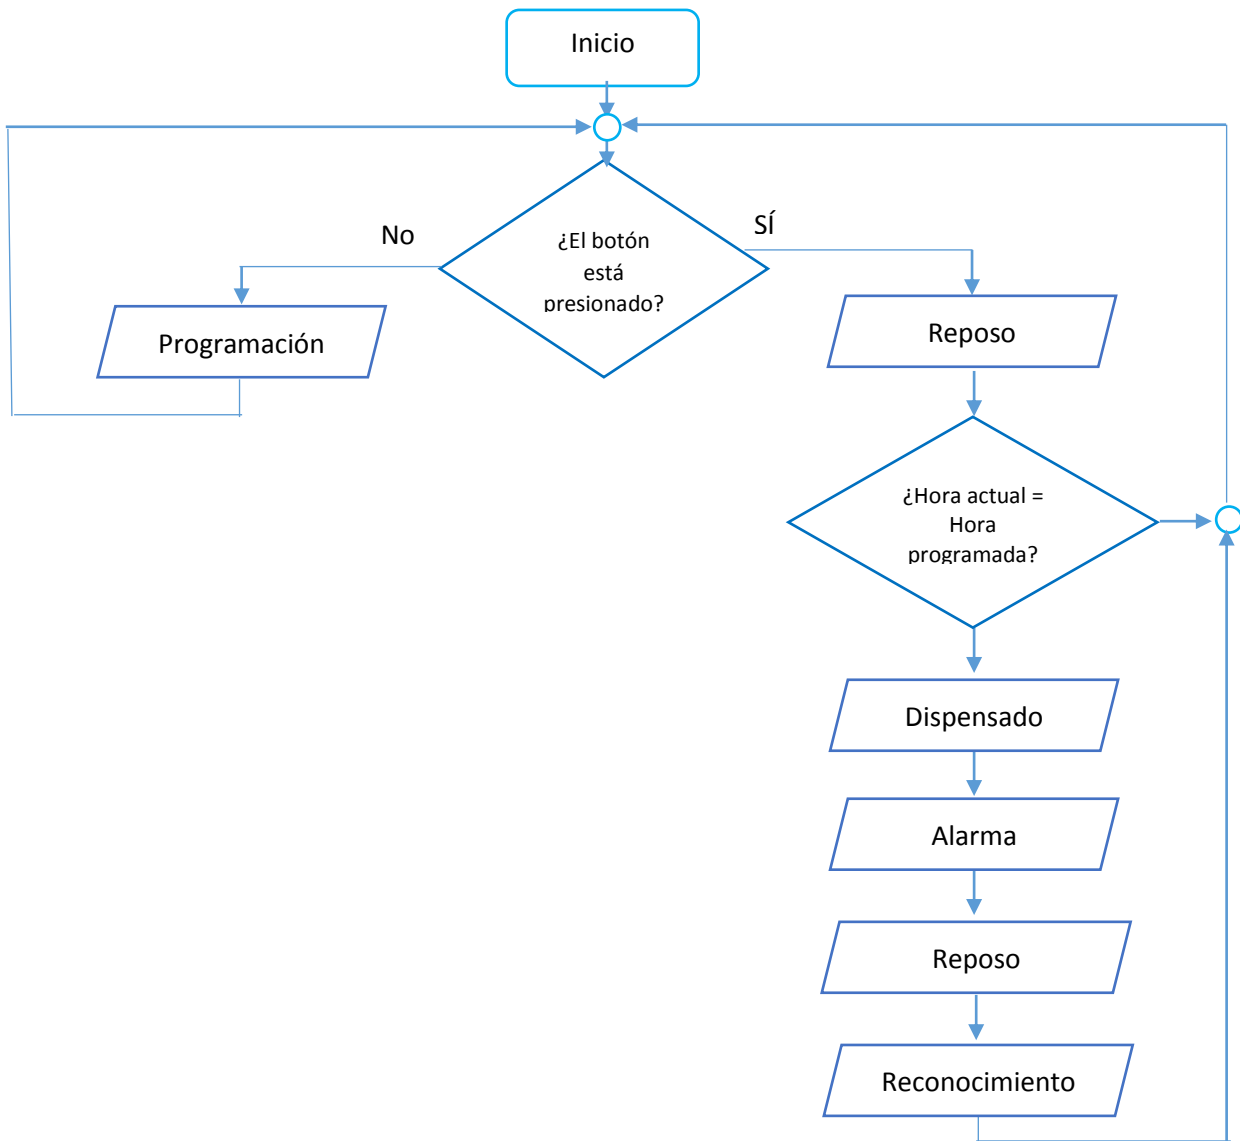 Inicio
No
SÍ
¿El botón
está
presionado?
Programación
Reposo
¿Hora actual =
Hora
programada?
Dispensado
Alarma
Reposo
Reconocimiento